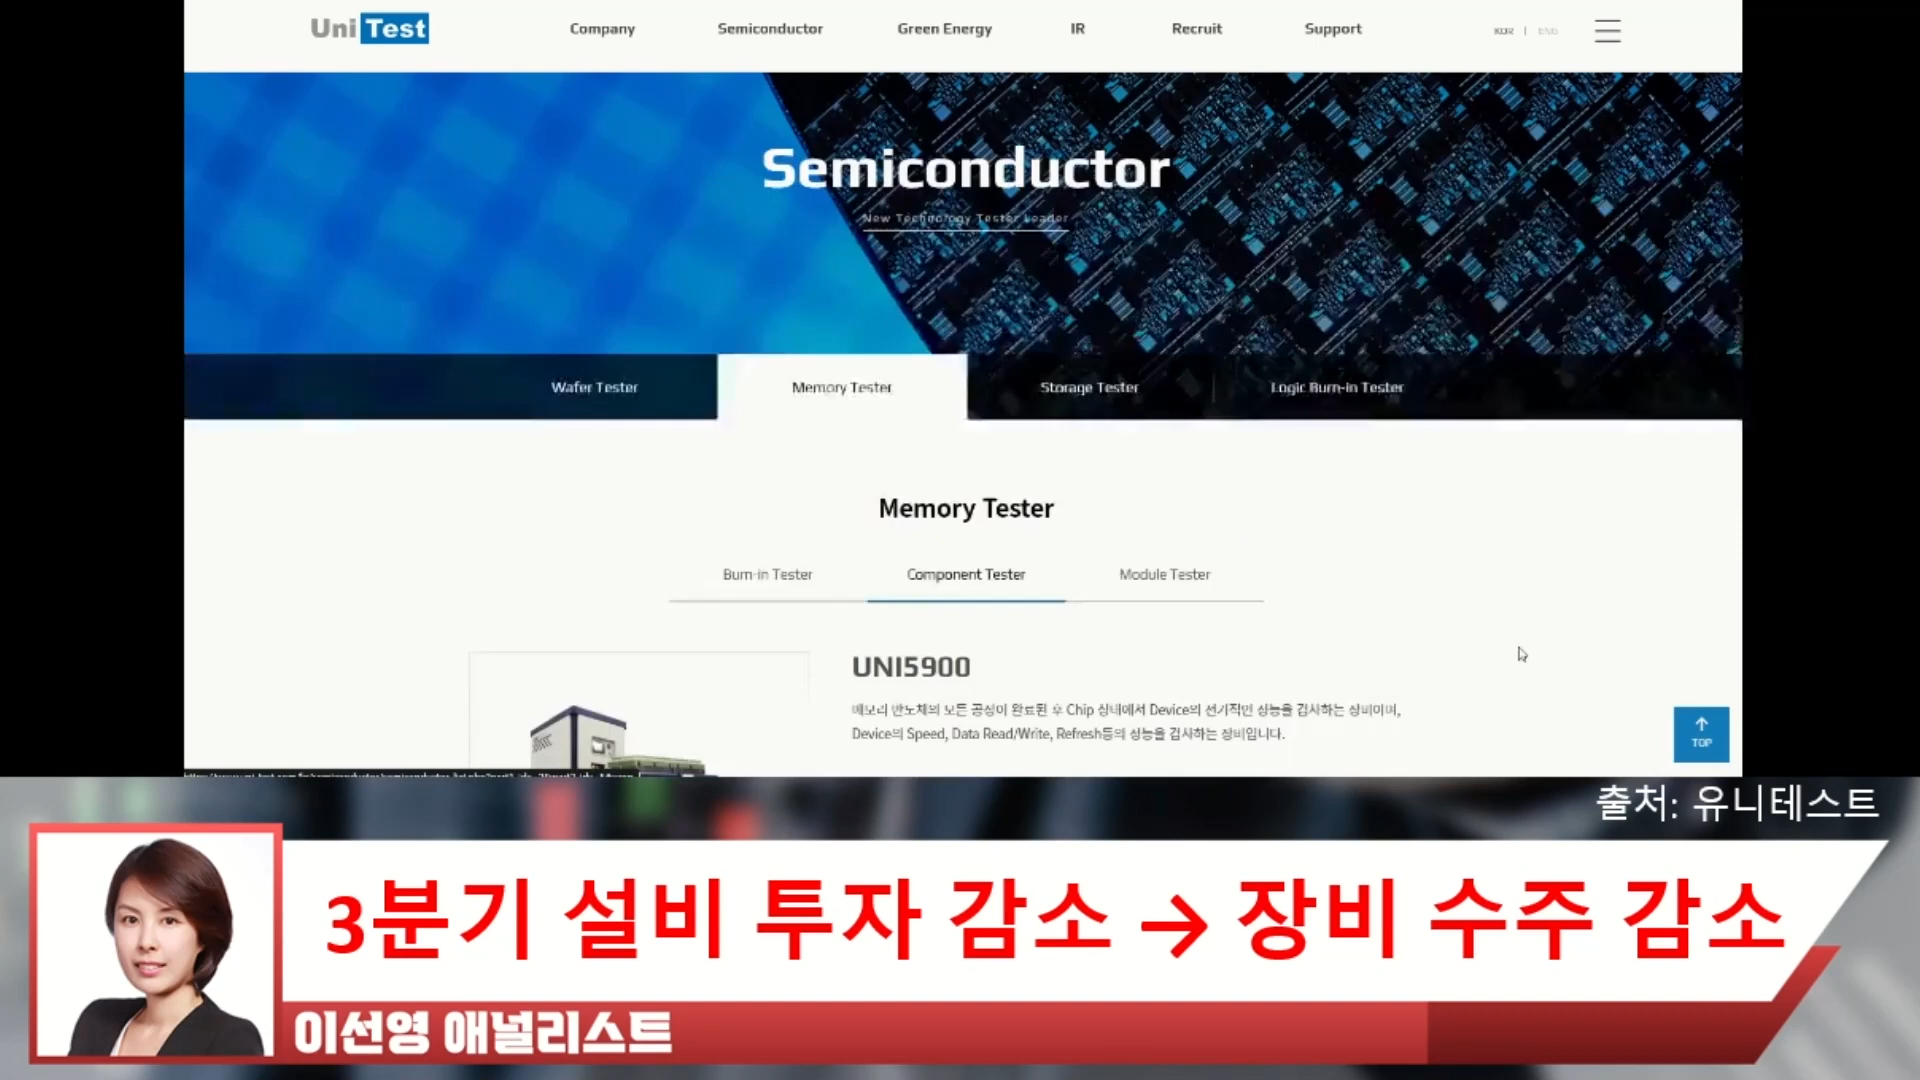 Uni Test
Company Semiconductor Green Energy IR Recruit Support KOR | ENG
Semiconductor
New Technology Tester Leader
Wafer Tester Memory Tester Storage Tester Logic Burn-in Tester
Memory Tester
Burn-in Tester Component Tester Module Tester
UNI5900
메모리 반도체의 모든 공정이 완료된 후 Chip 상태에서 Device의 전기적인 성능을 검사하는 장비이며,
Device의 Speed, Data Read/Write, Refresh등의 성능을 검사하는 장비입니다.
TOP
출처: 유니테스트
3분기 설비 투자 감소 → 장비 수주 감소
이선영 애널리스트